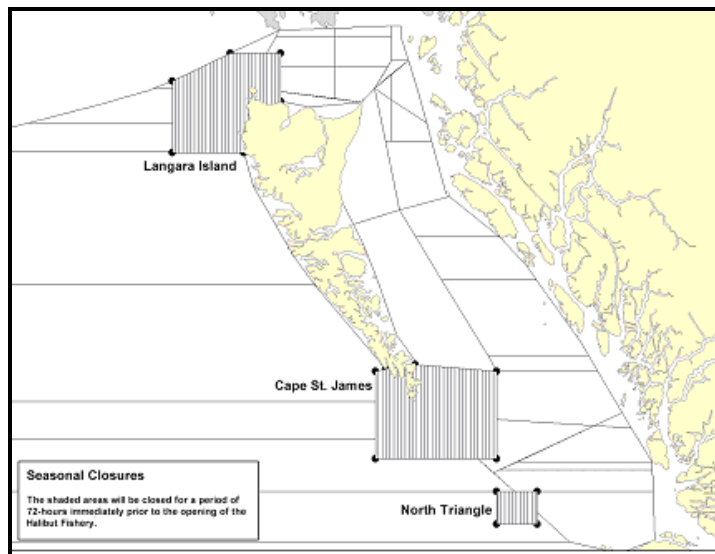 Langara Island
Cape St. James
Seasonal Closures
The shaded areas will be closed for a period of
72-hours immediately prior to the opening of the
Halibut Fishery.
North Triangle